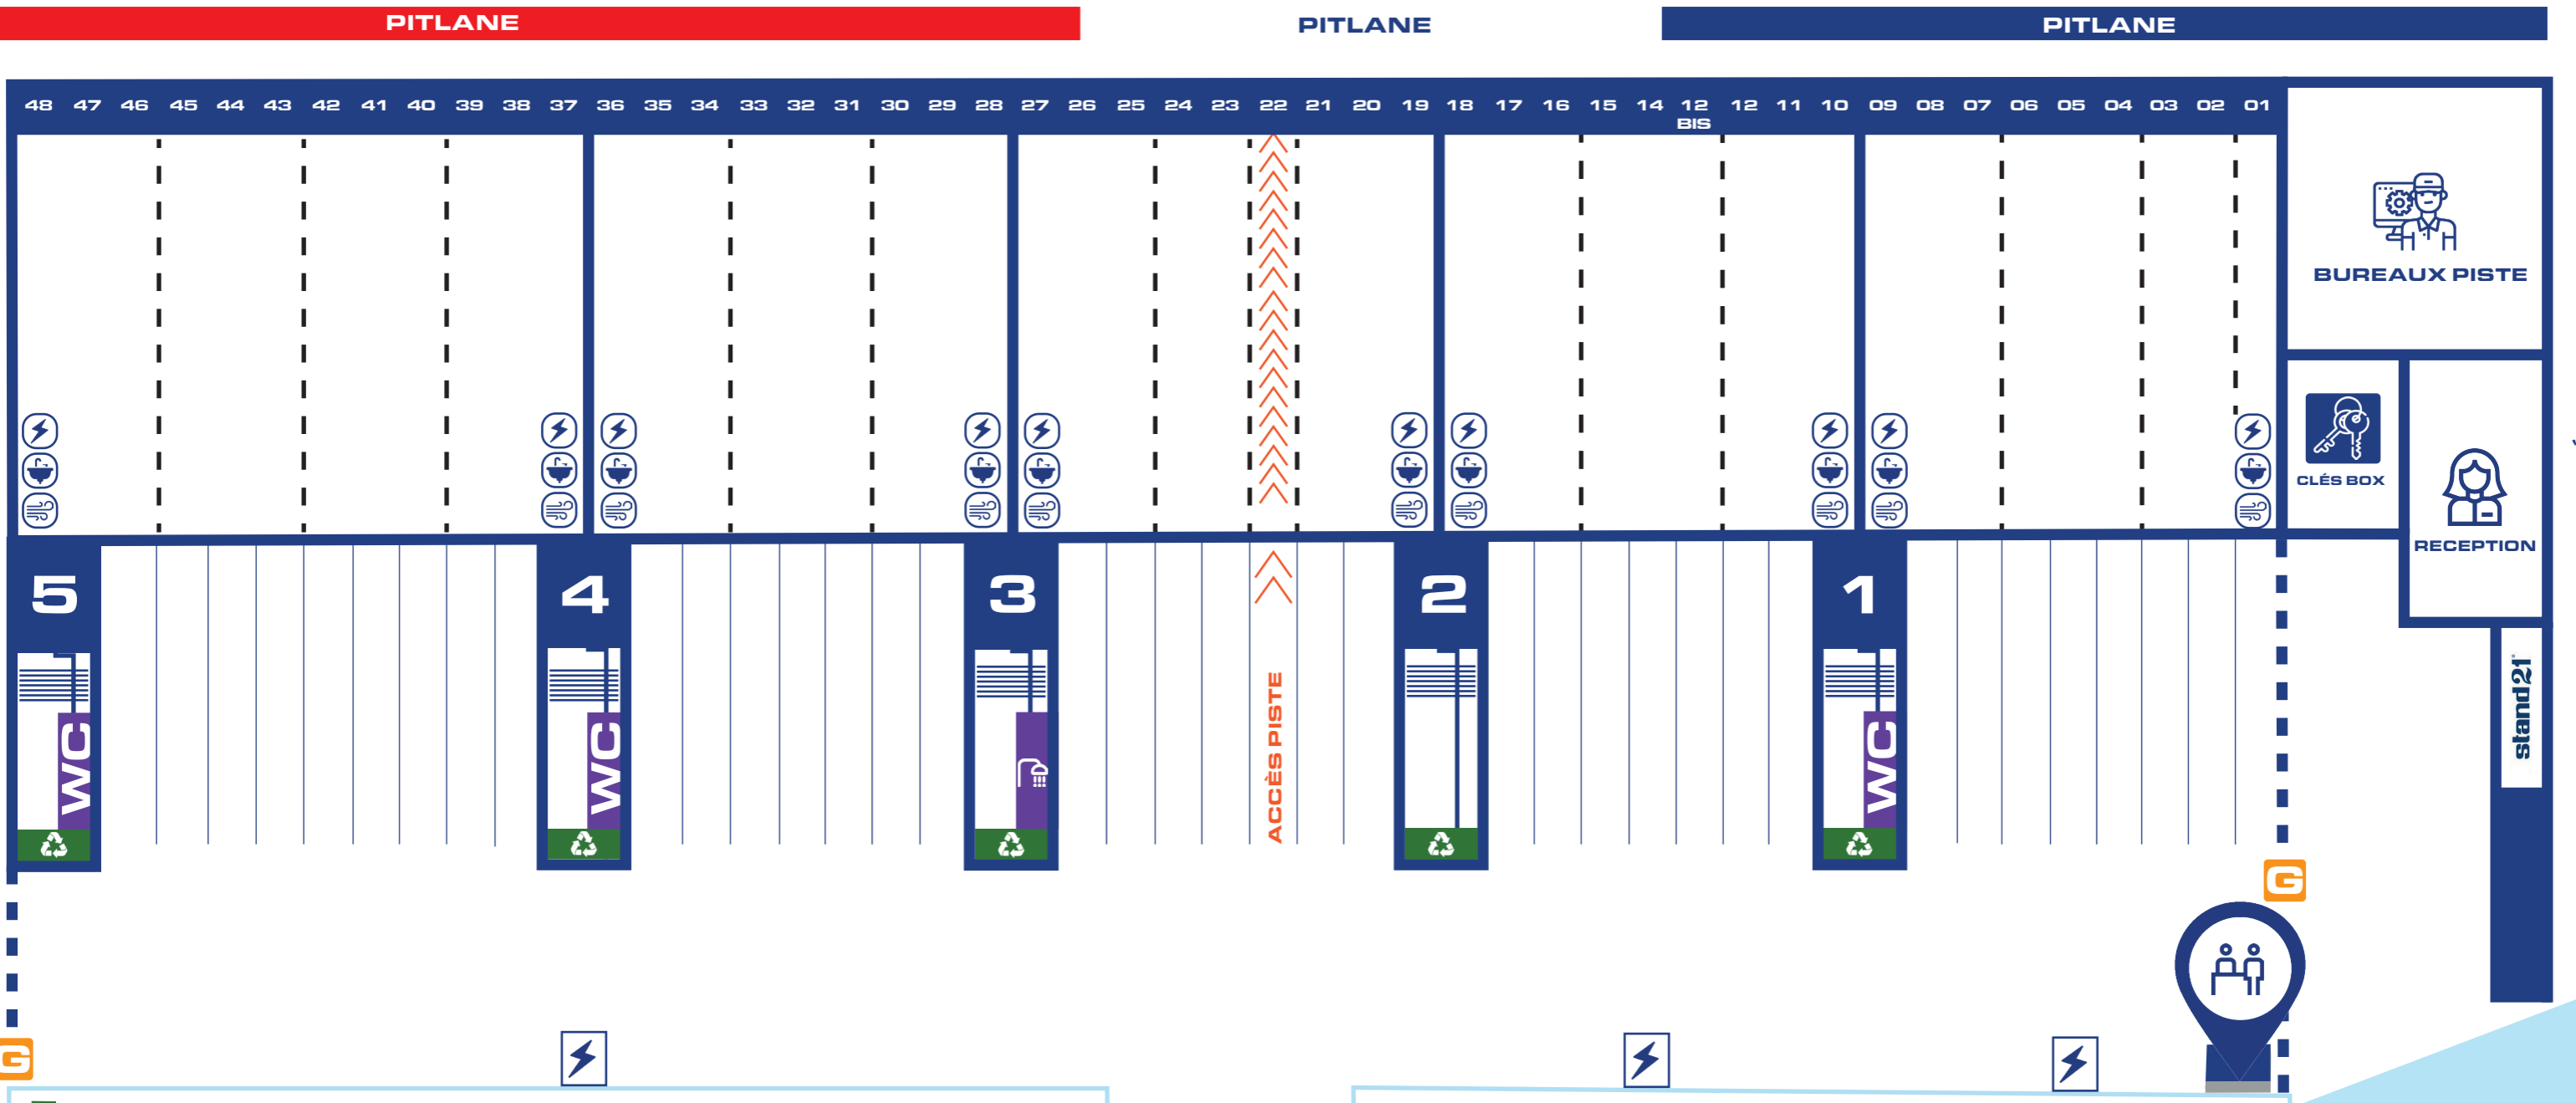 PITLANE PITLANE PITLANE
48 47 46 45 44 43 42 41 40 39 38 37 36 35 34 33 32 31 30 29 28 27 26 25 24 23 22 21 20 19 18 17 16 15 14 12 12 11 10 09 08 07 06 05 04 03 02 01
BIS
BUREAUX PISTE
CLÉS BOX
RECEPTION
5 4 3 2 1
stand21
ACCÈS PISTE
WC WC WC
G
G